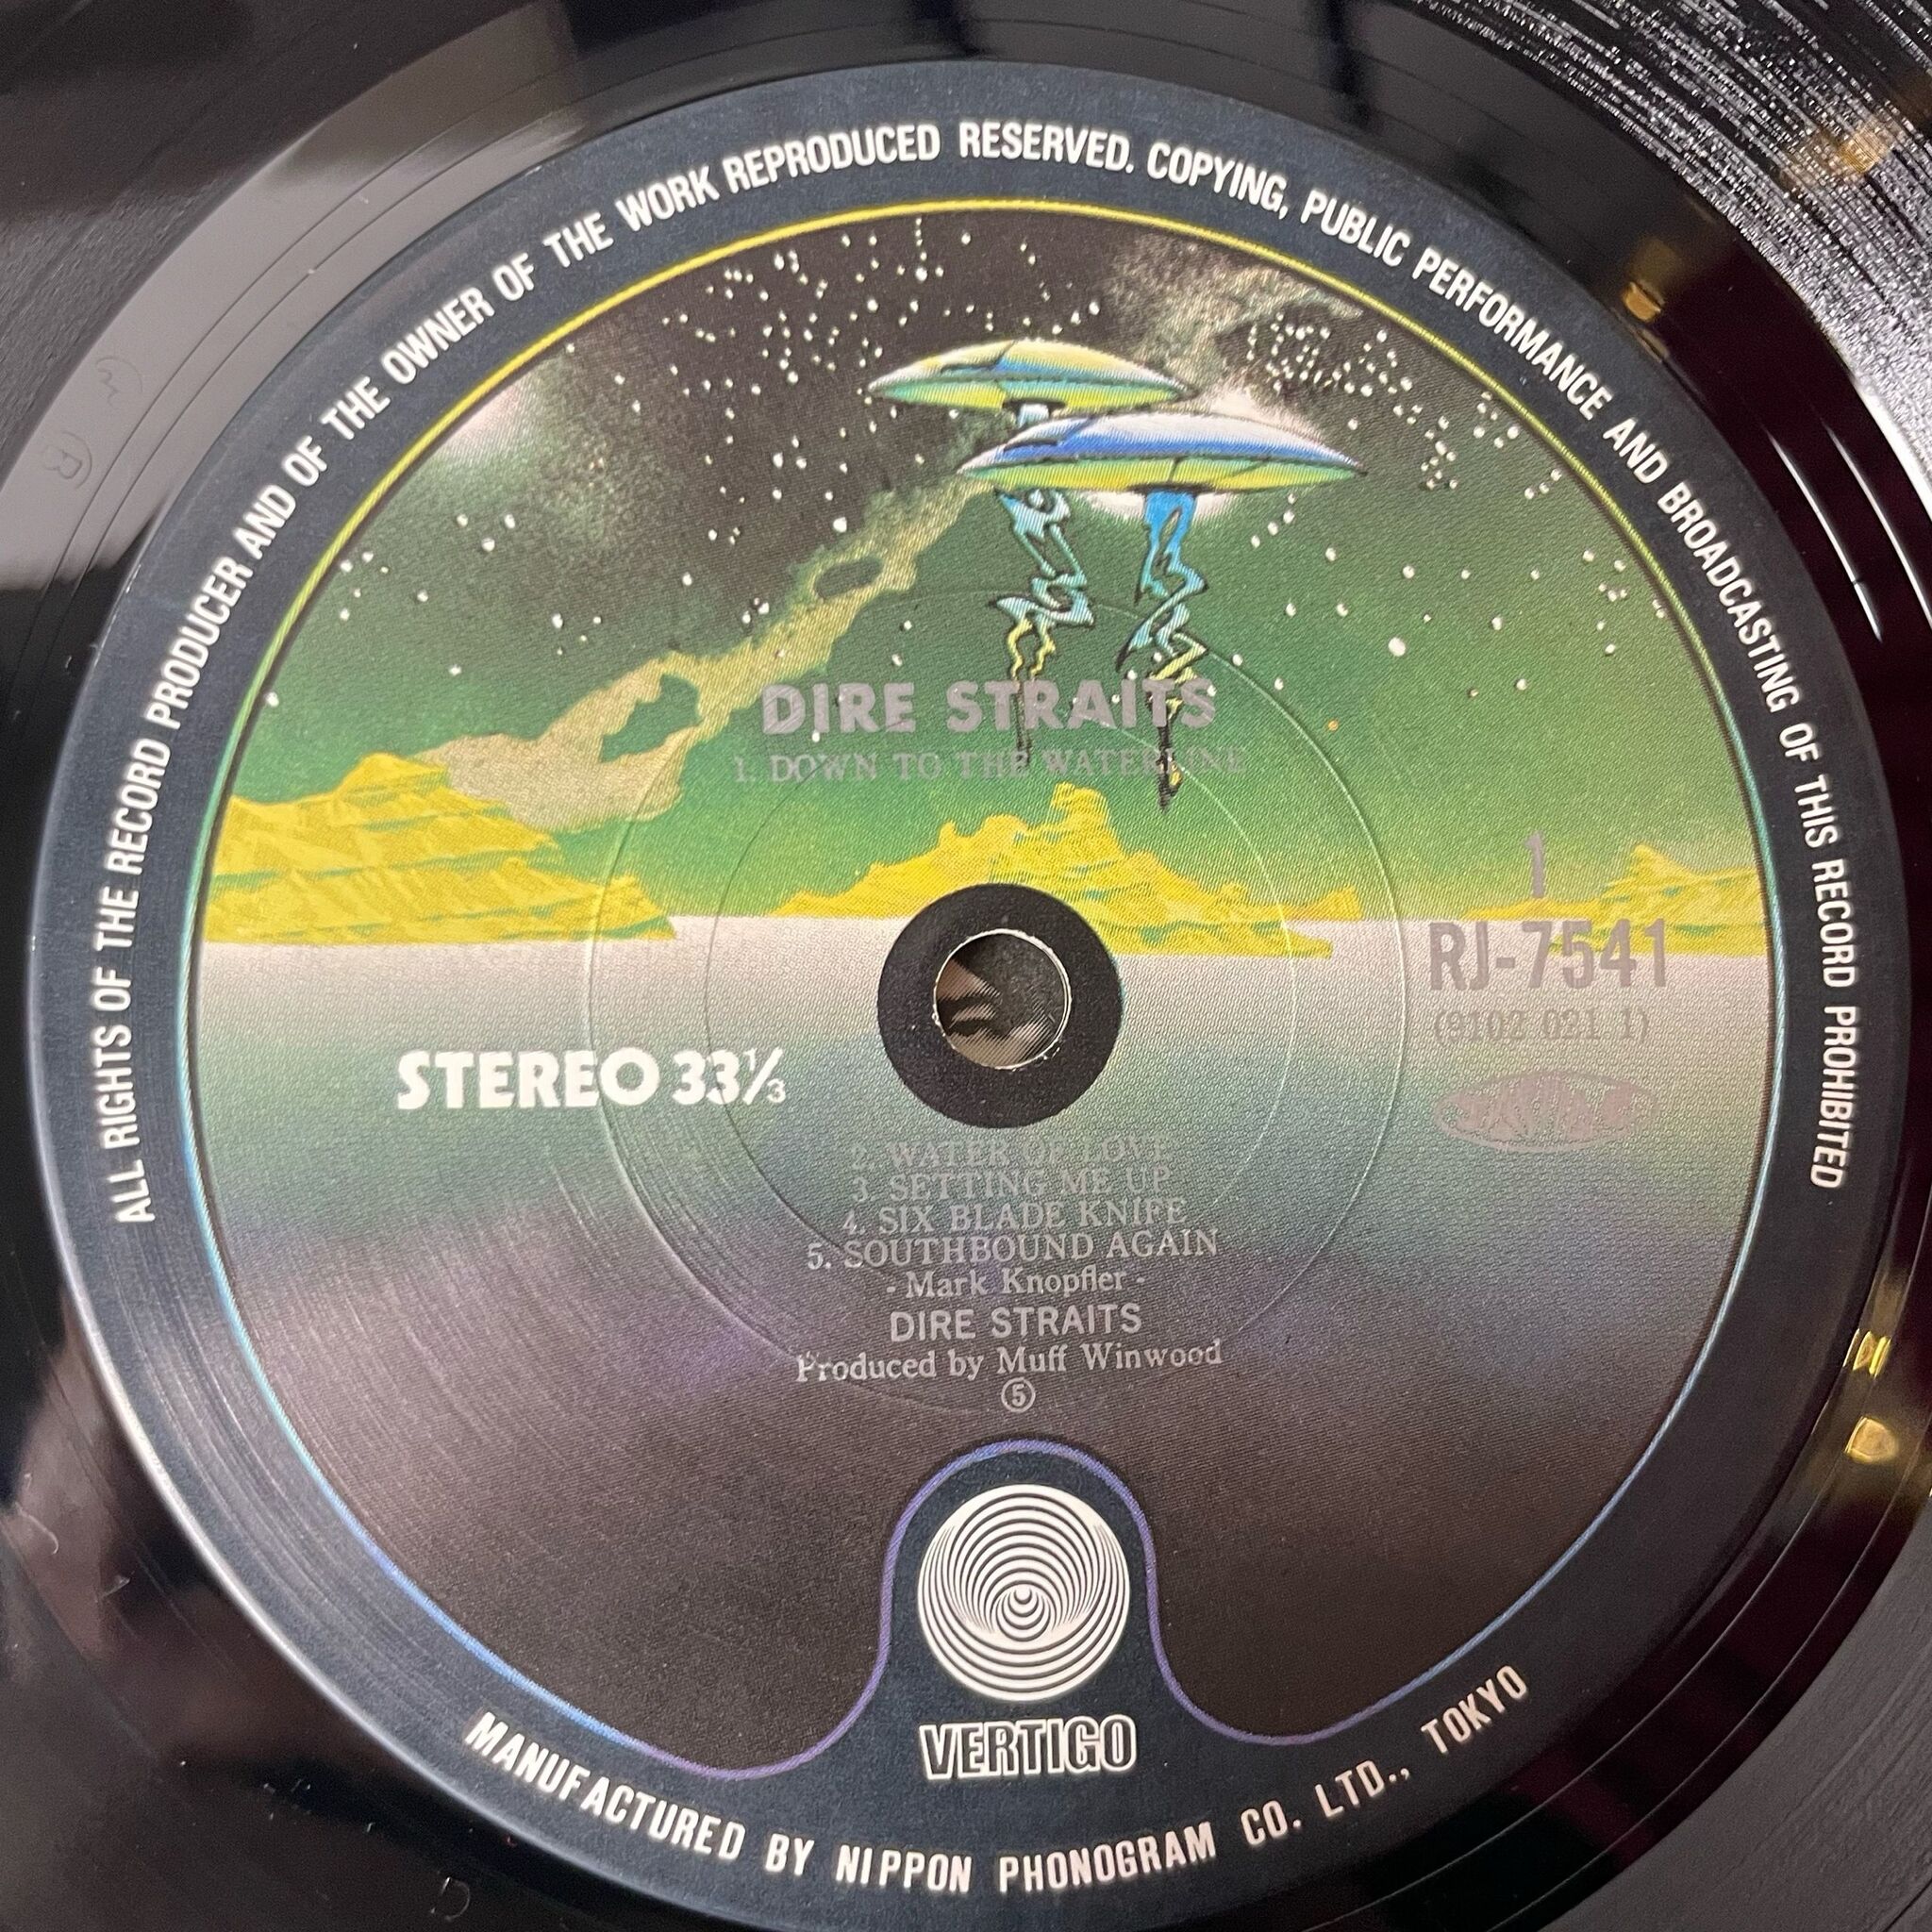 ALL RIGHTS OF THE RECORD PRODUCER AND OF THE OWNER OF THE WORK REPRODUCED RESERVED. COPYING, PUBLIC PERFORMANCE AND BROADCASTING OF THIS RECORD PROHIBITED
DIRE STRAITS
1. DOWN TO THE WATERLINE
1
RJ-7541
(9102 021 1)
STEREO 33⅓
2. WATER OF LOVE
3. SETTING ME UP
4. SIX BLADE KNIFE
5. SOUTHBOUND AGAIN
- Mark Knopfler -
DIRE STRAITS
Produced by Muff Winwood
⑤
VERTIGO
MANUFACTURED BY NIPPON PHONOGRAM CO. LTD., TOKYO